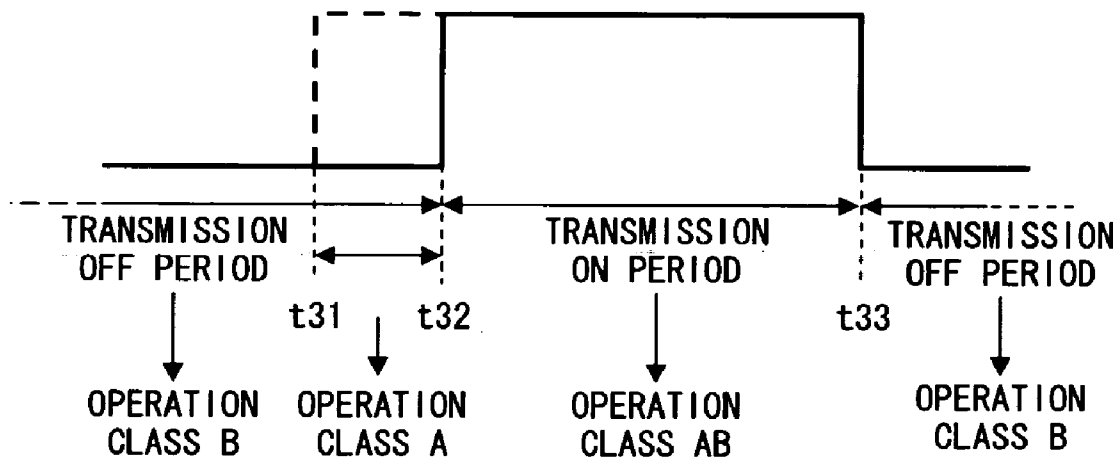 TRANSMISSION
OFF PERIOD
TRANSMISSION
ON PERIOD
TRANSMISSION
OFF PERIOD
t31
t32
t33
OPERATION
CLASS B
OPERATION
CLASS A
OPERATION
CLASS AB
OPERATION
CLASS B